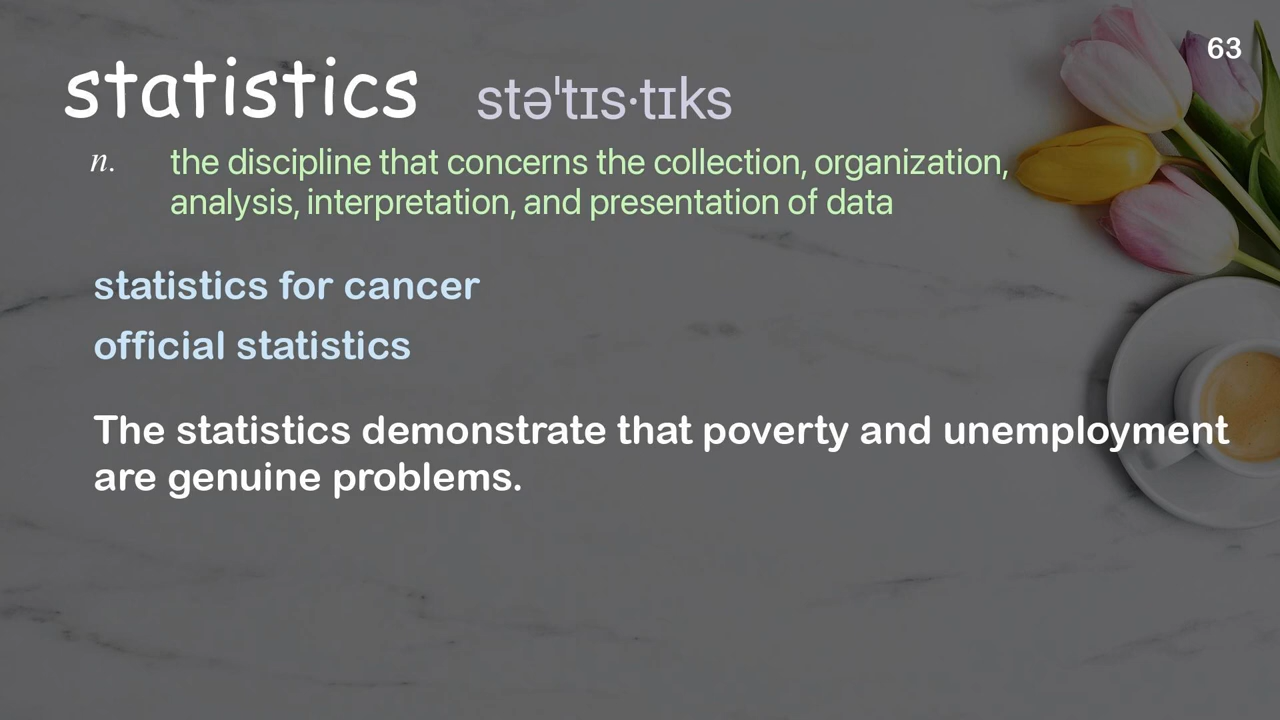 63
statistics stəˈtɪs·tɪks
n. the discipline that concerns the collection, organization,
analysis, interpretation, and presentation of data
statistics for cancer
official statistics
The statistics demonstrate that poverty and unemployment
are genuine problems.